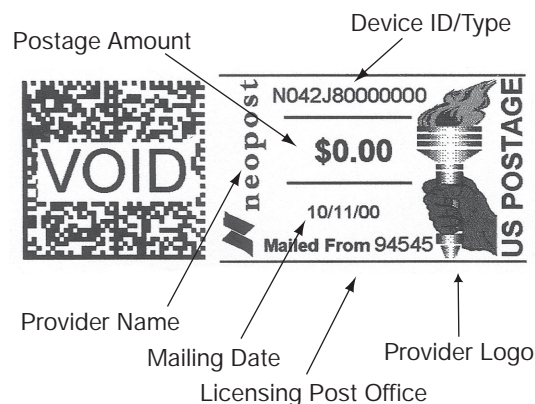 Device ID/Type
Postage Amount
N042J80000000
VOID
neopost
$0.00
US POSTAGE
10/11/00
Mailed From 94545
Provider Name
Mailing Date
Provider Logo
Licensing Post Office